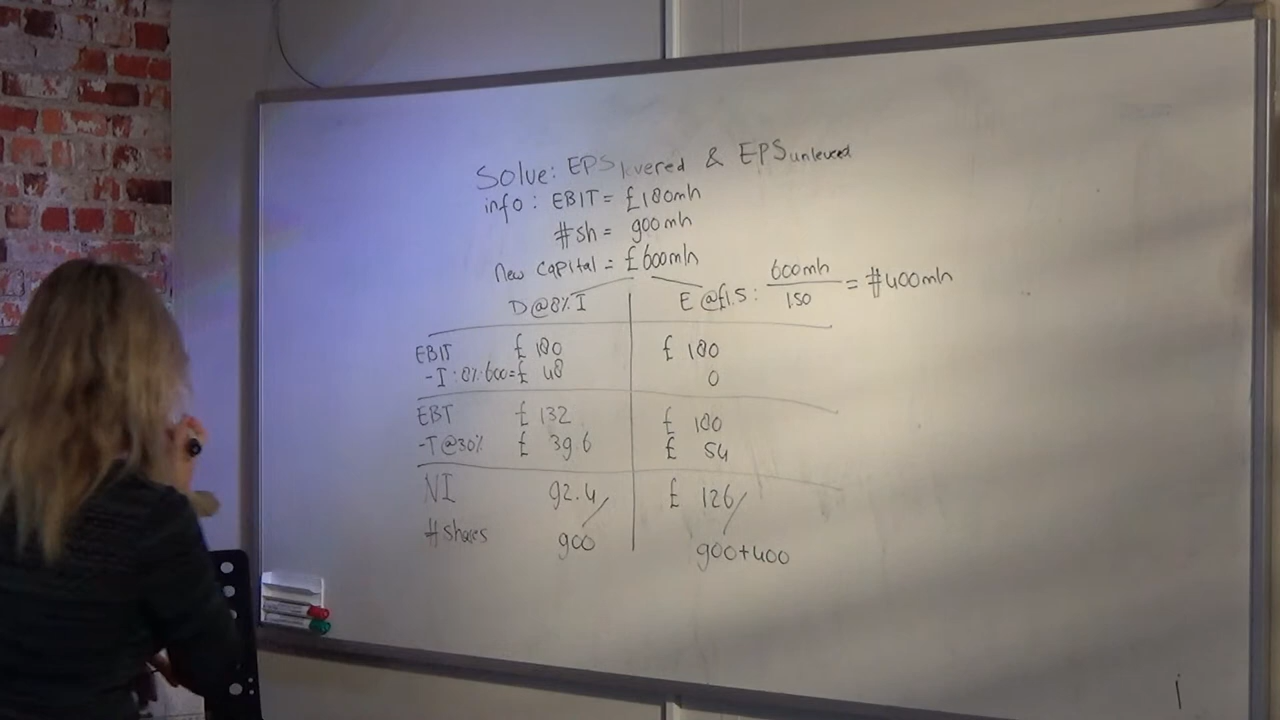 Solve: EPS levered & EPS unlevered
info: EBIT = £180mln
#sh = 900mln
New Capital = £600mln
D@8% I
E @£1.5: 600mln / 1.50 = #400mln
EBIT £ 180 £ 180
-I: 8%·600=£ 48 0
EBT £ 132 £ 180
-T@30% £ 39.6 £ 54
NI 92.4/ £ 126/
# Shares 900 900+400